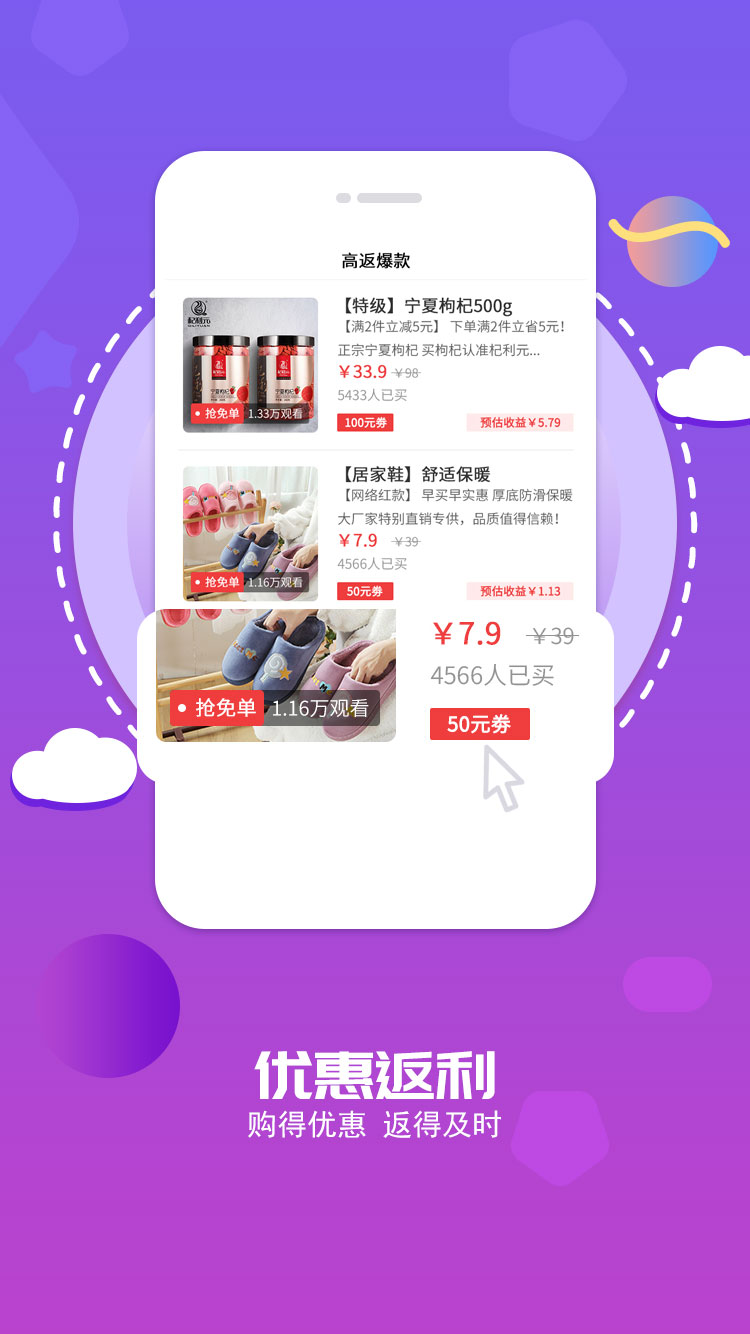 高返爆款
杞利元
QILIYUAN
宁夏枸杞
抢免单 1.33万观看
【特级】宁夏枸杞500g
【满2件立减5元】 下单满2件立省5元！
正宗宁夏枸杞 买枸杞认准杞利元...
￥33.9 ￥98
5433人已买
100元券
预估收益￥5.79
抢免单 1.16万观看
【居家鞋】舒适保暖
【网络红款】 早买早实惠 厚底防滑保暖
大厂家特别直销专供，品质值得信赖！
￥7.9 ￥39
4566人已买
50元券
预估收益￥1.13
抢免单 1.16万观看
￥7.9 ￥39
4566人已买
50元券
优惠返利
购得优惠 返得及时